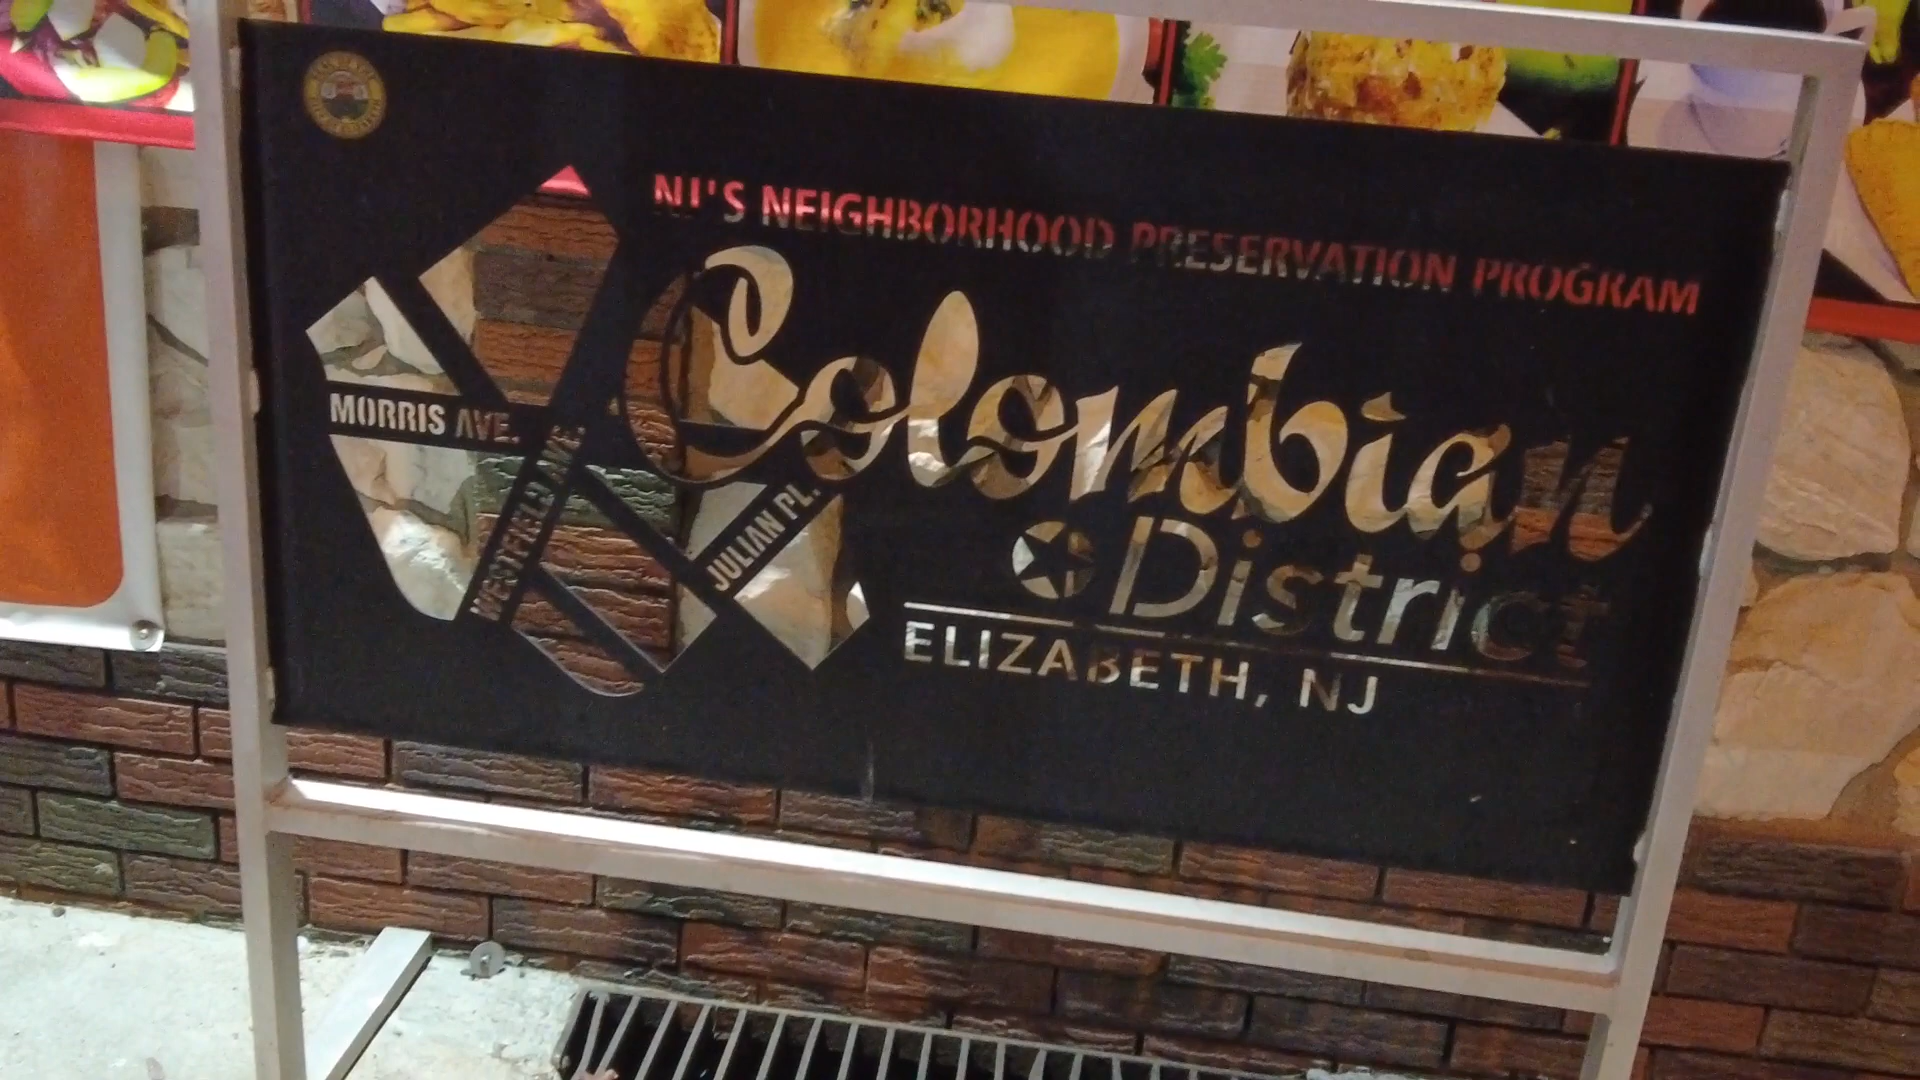 NJ'S NEIGHBORHOOD PRESERVATION PROGRAM
Colombian
District
ELIZABETH, NJ
MORRIS AVE.
WESTFIELD AVE.
JULIAN PL.